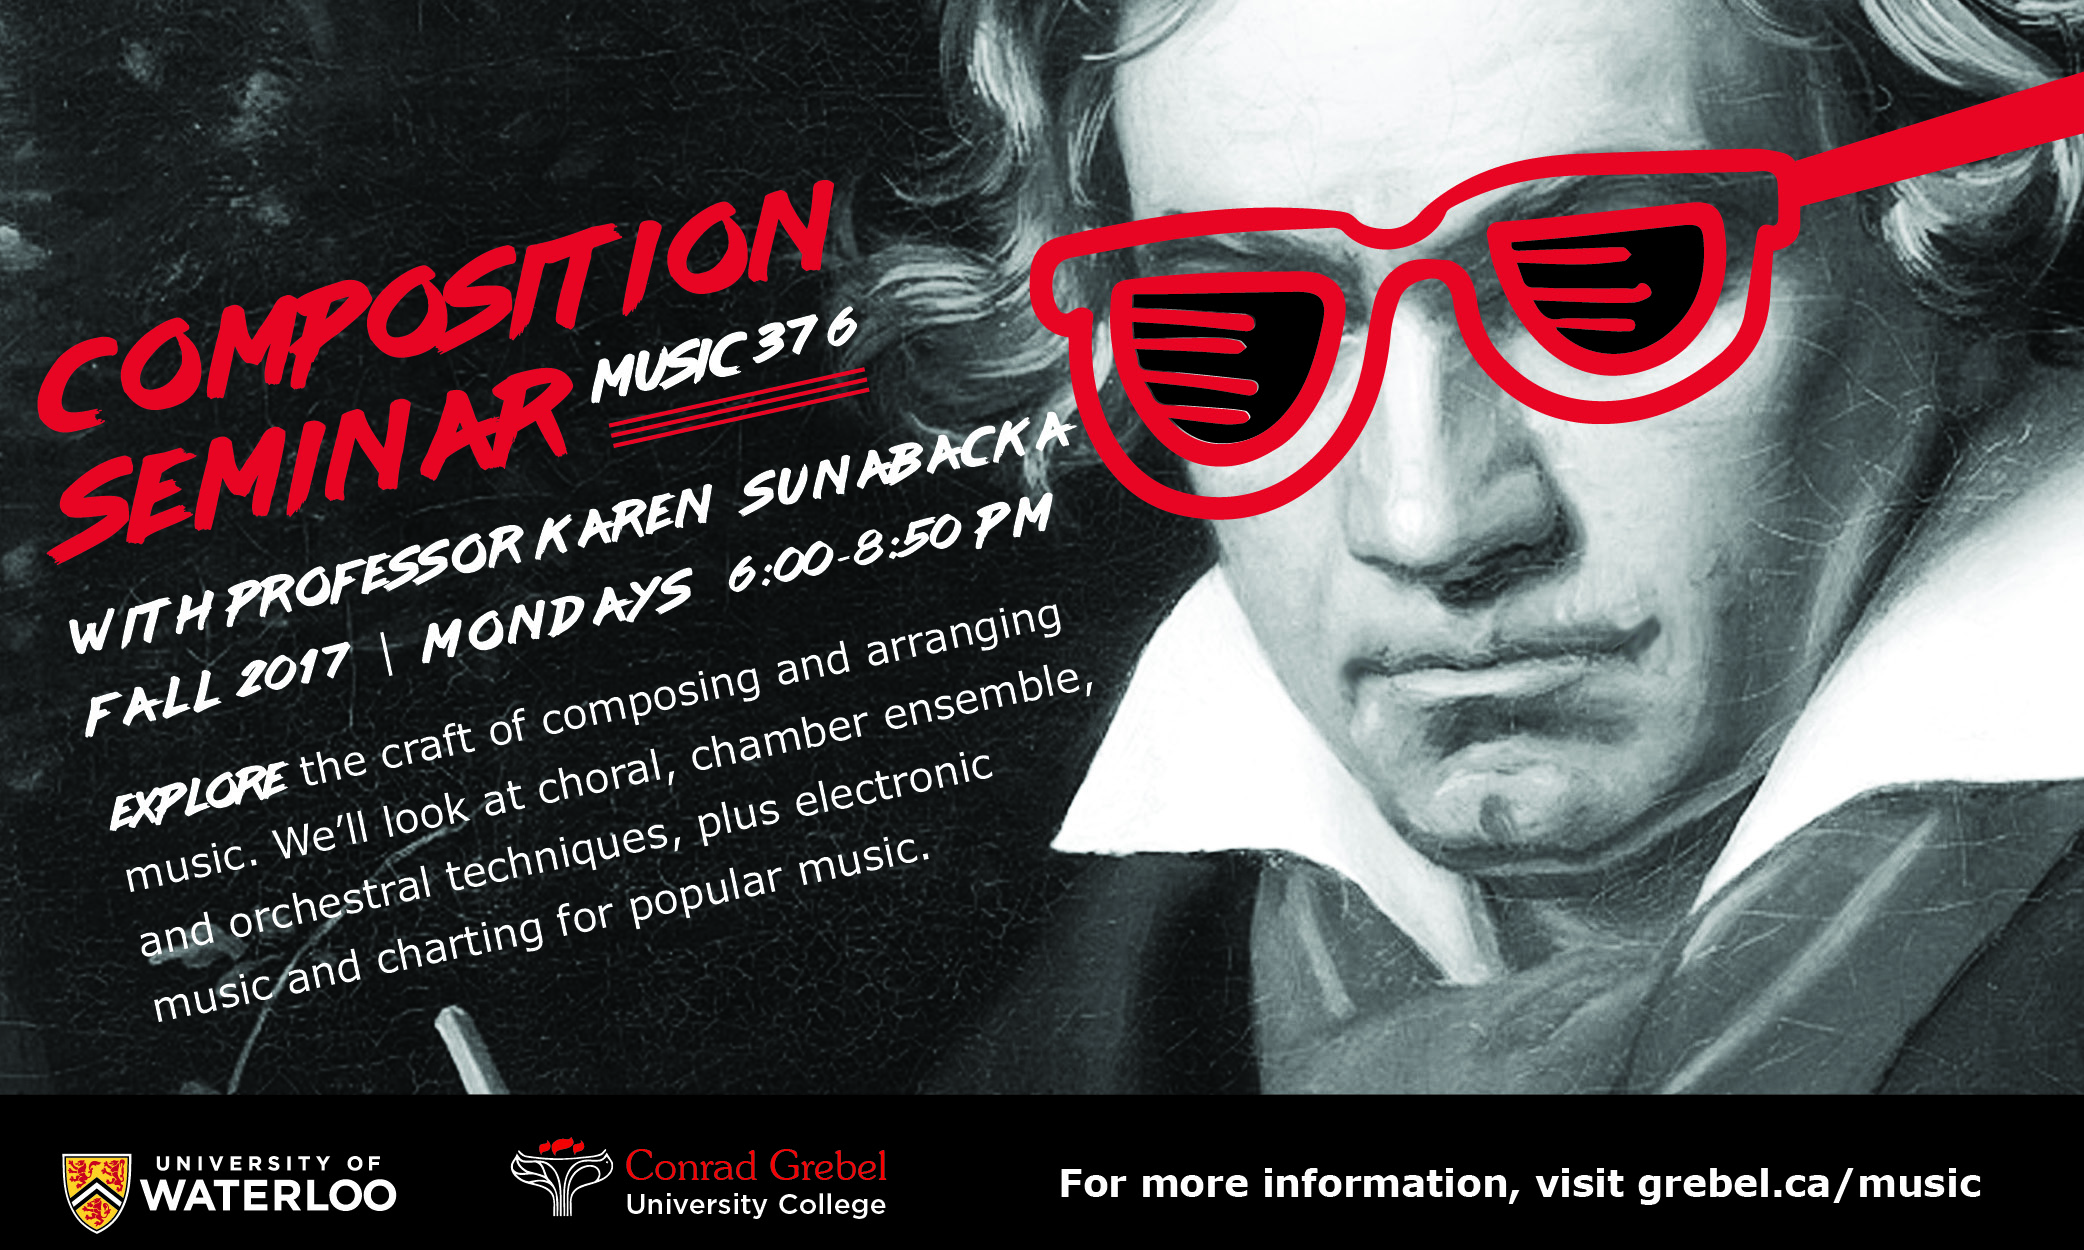 COMPOSITION
SEMINAR MUSIC 376
WITH PROFESSOR KAREN SUNABACKA
FALL 2017 | MONDAYS 6:00-8:50 PM
EXPLORE the craft of composing and arranging
music. We'll look at choral, chamber ensemble,
and orchestral techniques, plus electronic
music and charting for popular music.
UNIVERSITY OF
WATERLOO
Conrad Grebel
University College
For more information, visit grebel.ca/music